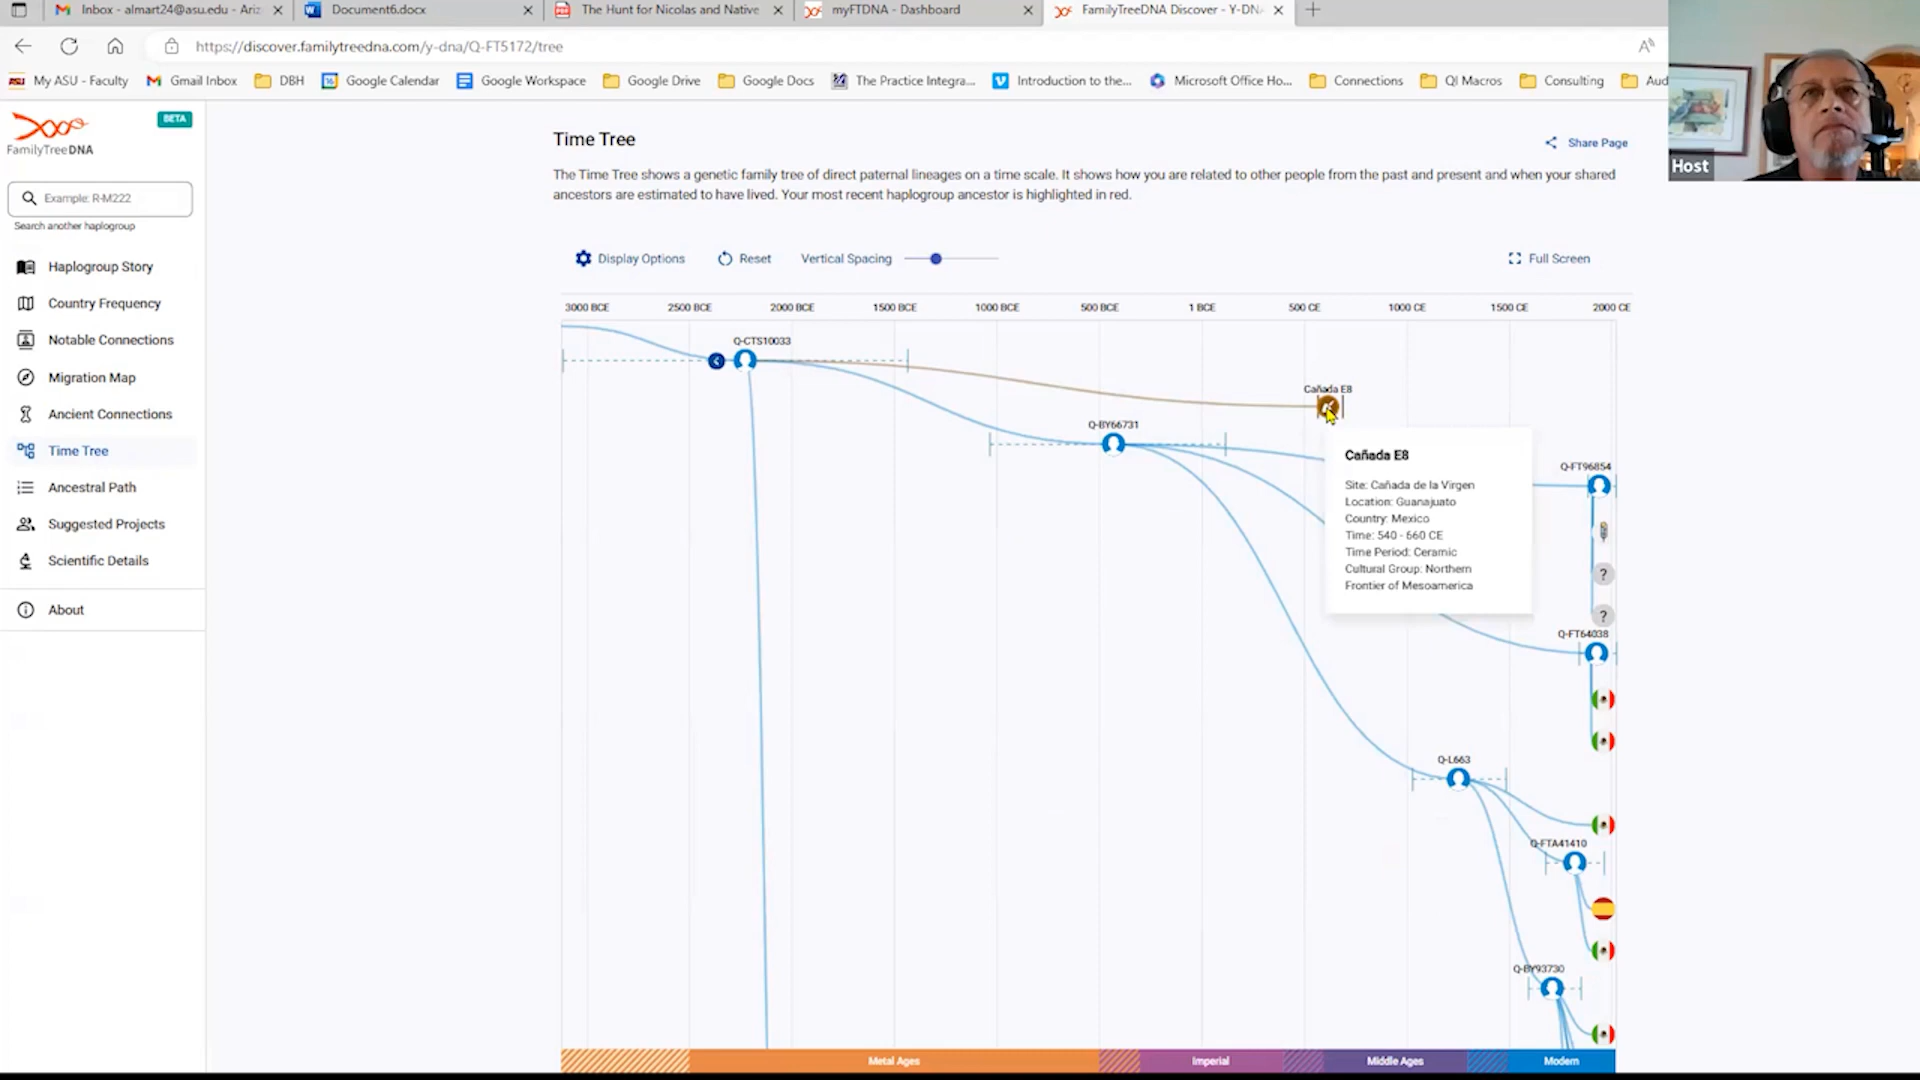 Inbox - almart24@asu.edu - Ariz
Document6.docx
The Hunt for Nicolas and Native
myFTDNA - Dashboard
FamilyTreeDNA Discover - Y-DN
https://discover.familytreedna.com/y-dna/Q-FT5172/tree
My ASU - Faculty
Gmail Inbox
DBH
Google Calendar
Google Workspace
Google Drive
Google Docs
The Practice Integra...
Introduction to the...
Microsoft Office Ho...
Connections
QI Macros
Consulting
Aud
Host
FamilyTreeDNA
BETA
Example: R-M222
Search another haplogroup
Haplogroup Story
Country Frequency
Notable Connections
Migration Map
Ancient Connections
Time Tree
Ancestral Path
Suggested Projects
Scientific Details
About
Time Tree
Share Page
The Time Tree shows a genetic family tree of direct paternal lineages on a time scale. It shows how you are related to other people from the past and present and when your shared
ancestors are estimated to have lived. Your most recent haplogroup ancestor is highlighted in red.
Display Options
Reset
Vertical Spacing
Full Screen
3000 BCE 2500 BCE 2000 BCE 1500 BCE 1000 BCE 500 BCE 1 BCE 500 CE 1000 CE 1500 CE 2000 CE
Q-CTS10033
Cañada E8
Q-BY66731
Cañada E8
Site: Cañada de la Virgen
Location: Guanajuato
Country: Mexico
Time: 540 - 660 CE
Time Period: Ceramic
Cultural Group: Northern
Frontier of Mesoamerica
Q-FT96854
?
?
Q-FT64038
Q-L663
Q-FTA41410
Q-BY93730
Metal Ages
Imperial
Middle Ages
Modern